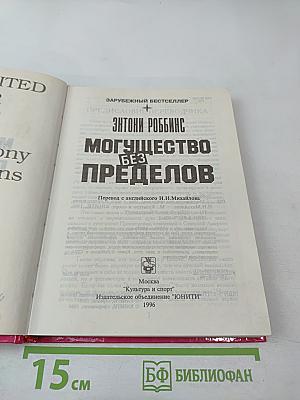 ITED
ony
ns
ЗАРУБЕЖНЫЙ БЕСТСЕЛЛЕР
ЭНТОНИ РОББИНС
МОГУЩЕСТВО
БЕЗ
ПРЕДЕЛОВ
Перевод с английского Н.И.Михайлова
Москва
"Культура и спорт"
Издательское объединение "ЮНИТИ"
1996
15 см
БФ БИБЛИОФАН